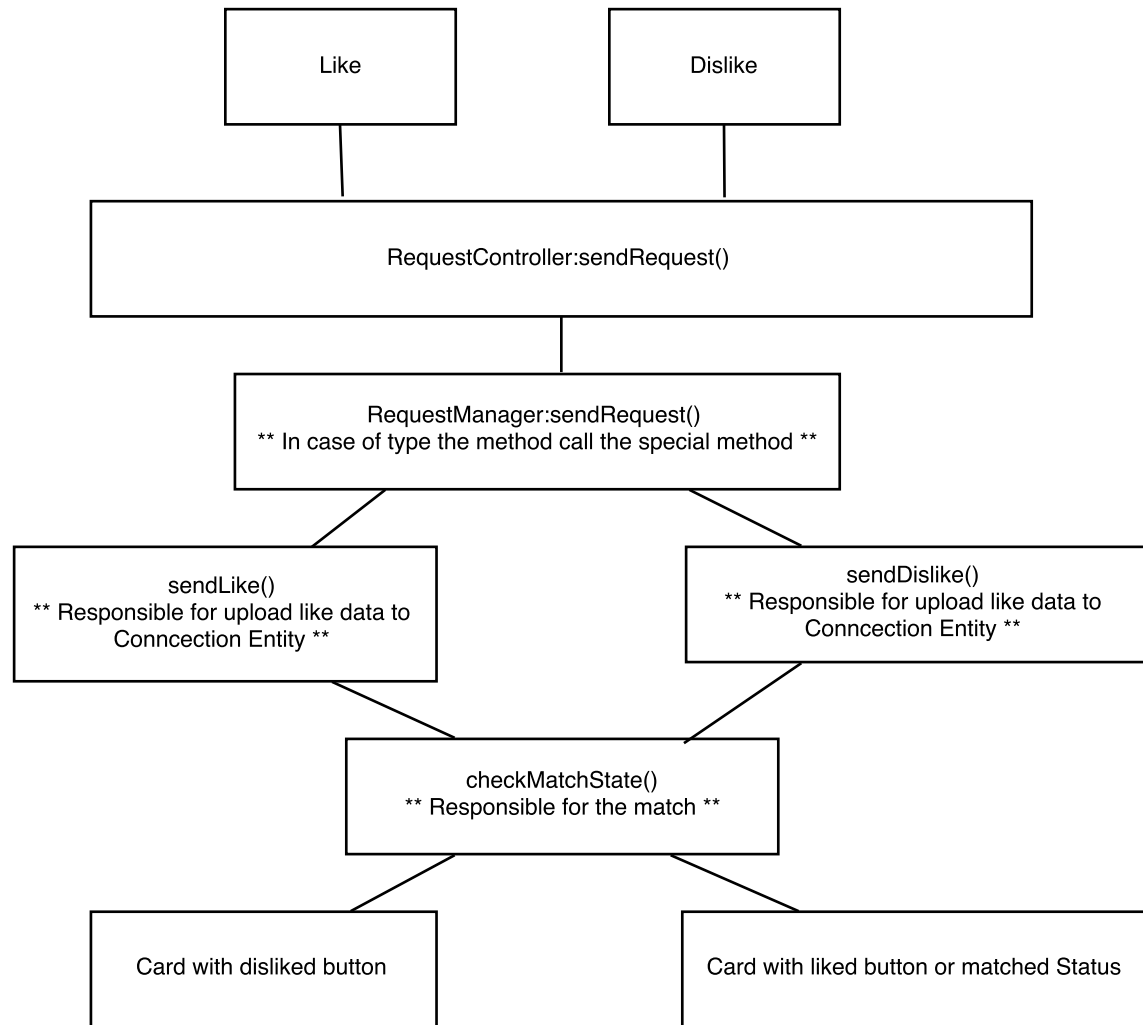 Like
Dislike
RequestController:sendRequest()
RequestManager:sendRequest()
** In case of type the method call the special method **
sendLike()
** Responsible for upload like data to
Conncection Entity **
sendDislike()
** Responsible for upload like data to
Conncection Entity **
checkMatchState()
** Responsible for the match **
Card with disliked button
Card with liked button or matched Status